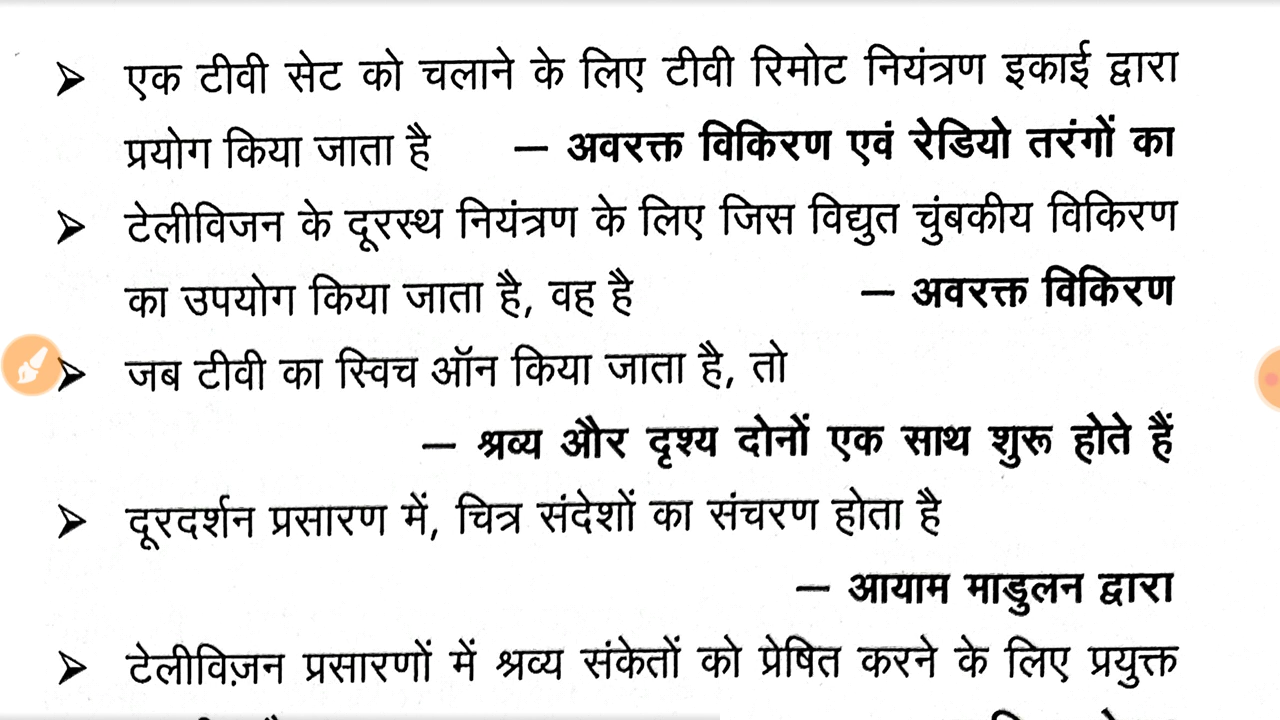 ➢ एक टीवी सेट को चलाने के लिए टीवी रिमोट नियंत्रण इकाई द्वारा
प्रयोग किया जाता है – अवरक्त विकिरण एवं रेडियो तरंगों का
➢ टेलीविजन के दूरस्थ नियंत्रण के लिए जिस विद्युत चुंबकीय विकिरण
का उपयोग किया जाता है, वह है – अवरक्त विकिरण
➢ जब टीवी का स्विच ऑन किया जाता है, तो
– श्रव्य और दृश्य दोनों एक साथ शुरू होते हैं
➢ दूरदर्शन प्रसारण में, चित्र संदेशों का संचरण होता है
– आयाम माडुलन द्वारा
➢ टेलीविज़न प्रसारणों में श्रव्य संकेतों को प्रेषित करने के लिए प्रयुक्त